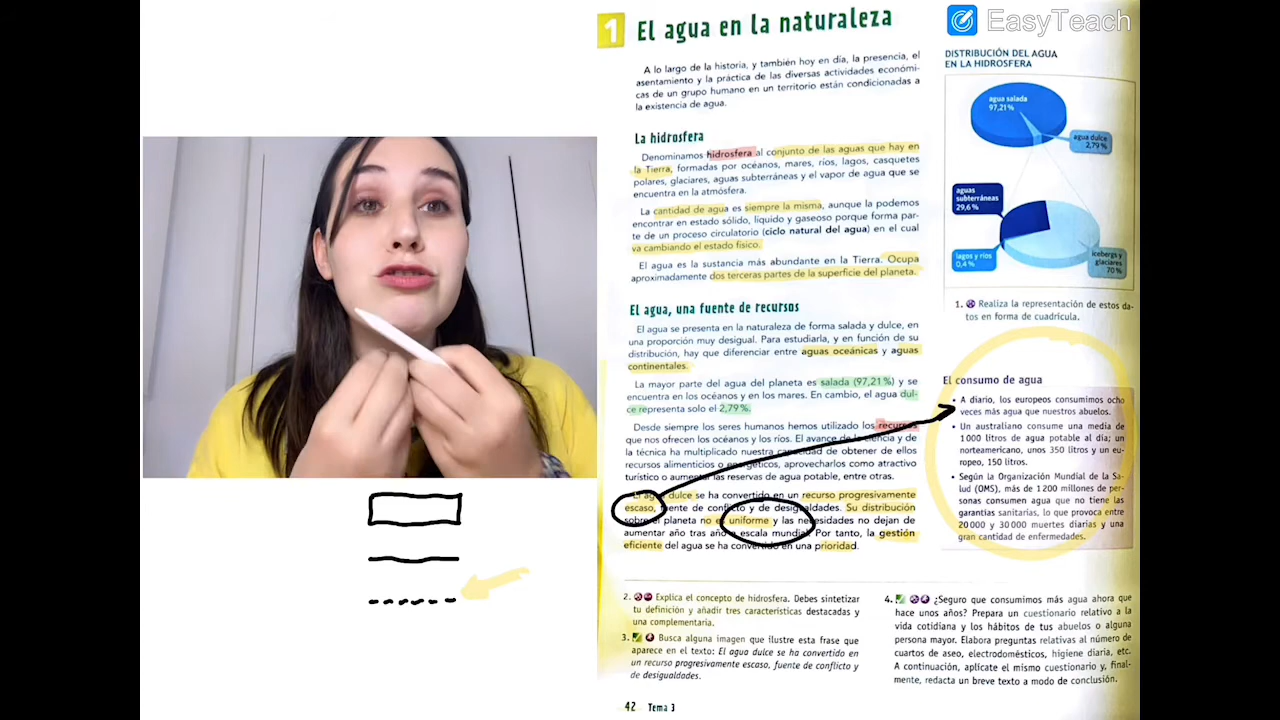 EasyTeach
1 El agua en la naturaleza
A lo largo de la historia, y también hoy en día, la presencia, el
asentamiento y la práctica de las diversas actividades económi-
cas de un grupo humano en un territorio están condicionadas a
la existencia de agua.
La hidrosfera
Denominamos hidrosfera al conjunto de las aguas que hay en
la Tierra, formadas por océanos, mares, ríos, lagos, casquetes
polares, glaciares, aguas subterráneas y el vapor de agua que se
encuentra en la atmósfera.
La cantidad de agua es siempre la misma, aunque la podemos
encontrar en estado sólido, líquido y gaseoso porque forma par-
te de un proceso circulatorio (ciclo natural del agua) en el cual
va cambiando el estado físico.
El agua es la sustancia más abundante en la Tierra. Ocupa
aproximadamente dos terceras partes de la superficie del planeta.
El agua, una fuente de recursos
El agua se presenta en la naturaleza de forma salada y dulce, en
una proporción muy desigual. Para estudiarla, y en función de su
distribución, hay que diferenciar entre aguas oceánicas y aguas
continentales.
La mayor parte del agua del planeta es salada (97,21%) y se
encuentra en los océanos y en los mares. En cambio, el agua dul-
ce representa solo el 2,79%.
Desde siempre los seres humanos hemos utilizado los recursos
que nos ofrecen los océanos y los ríos. El avance de la ciencia y de
la técnica ha multiplicado nuestra capacidad de obtener de ellos
recursos alimenticios o energéticos, aprovecharlos como atractivo
turístico o aumentar las reservas de agua potable, entre otras.
El agua dulce se ha convertido en un recurso progresivamente
escaso, fuente de conflicto y de desigualdades. Su distribución
sobre el planeta no es uniforme y las necesidades no dejan de
aumentar año tras año a escala mundial. Por tanto, la gestión
eficiente del agua se ha convertido en una prioridad.
DISTRIBUCIÓN DEL AGUA
EN LA HIDROSFERA
agua salada
97,21%
agua dulce
2,79%
aguas
subterráneas
29,6%
lagos y ríos
0,4%
icebergs y
glaciares
70%
1. Realiza la representación de estos da-
tos en forma de cuadrícula.
El consumo de agua
• A diario, los europeos consumimos ocho
veces más agua que nuestros abuelos.
• Un australiano consume una media de
1000 litros de agua potable al día; un
norteamericano, unos 350 litros y un eu-
ropeo, 150 litros.
• Según la Organización Mundial de la Sa-
lud (OMS), más de 1200 millones de per-
sonas consumen agua que no tiene las
garantías sanitarias, lo que provoca entre
20000 y 30000 muertes diarias y una
gran cantidad de enfermedades.
2. Explica el concepto de hidrosfera. Debes sintetizar
tu definición y añadir tres características destacadas y
una complementaria.
3. Busca alguna imagen que ilustre esta frase que
aparece en el texto: El agua dulce se ha convertido en
un recurso progresivamente escaso, fuente de conflicto y
de desigualdades.
4. ¿Seguro que consumimos más agua ahora que
hace unos años? Prepara un cuestionario relativo a la
vida cotidiana y los hábitos de tus abuelos o alguna
persona mayor. Elabora preguntas relativas al número de
cuartos de aseo, electrodomésticos, higiene diaria, etc.
A continuación, aplícate el mismo cuestionario y, final-
mente, redacta un breve texto a modo de conclusión.
42 Tema 3